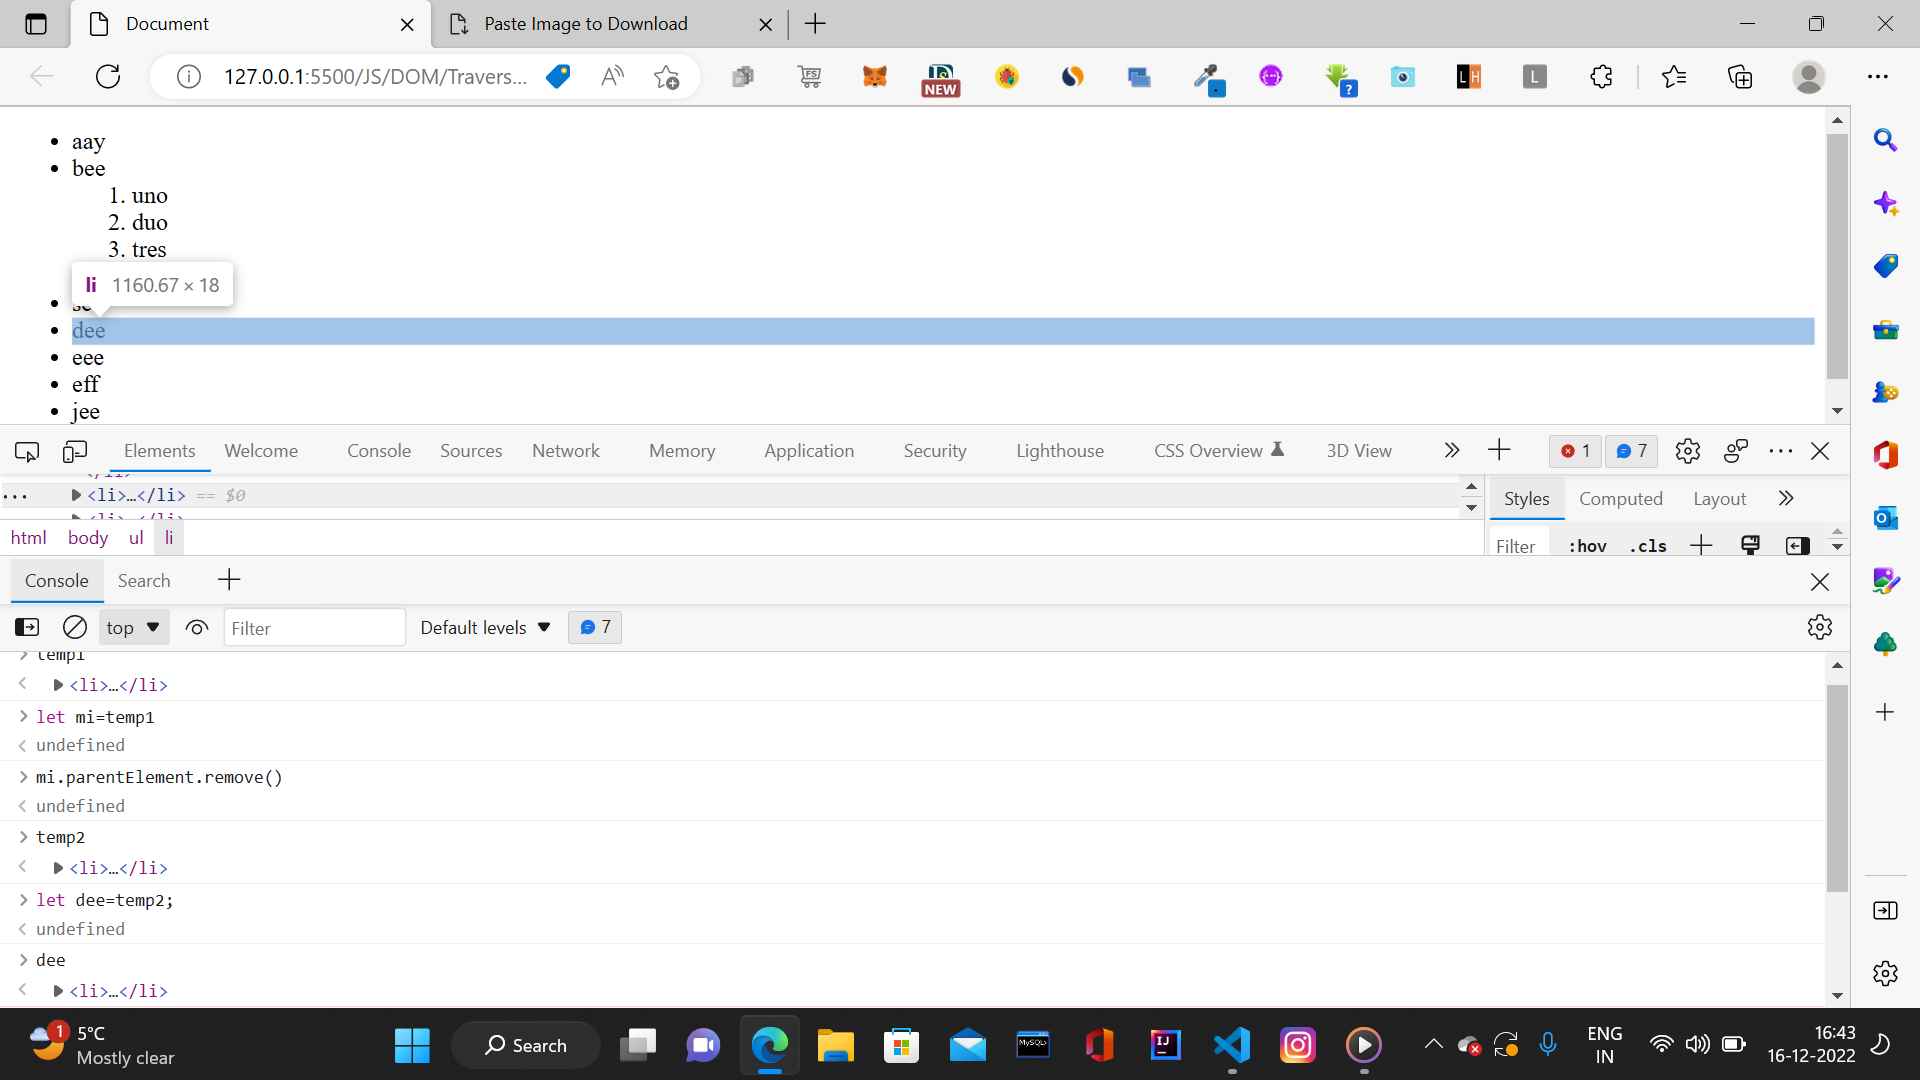 Document
Paste Image to Download
127.0.0.1:5500/JS/DOM/Travers...
NEW
FS
LH
L
aay
bee
1. uno
2. duo
3. tres
li 1160.67 × 18
dee
eee
eff
jee
Elements Welcome Console Sources Network Memory Application Security Lighthouse CSS Overview 3D View 1 7
<li>…</li> == $0
html body ul li
Styles Computed Layout
Filter :hov .cls
Console Search
top Filter Default levels 7
temp1
<li>…</li>
let mi=temp1
undefined
mi.parentElement.remove()
undefined
temp2
<li>…</li>
let dee=temp2;
undefined
dee
<li>…</li>
1
5°C
Mostly clear
Search
MySQL
IJ
ENG
IN
16:43
16-12-2022